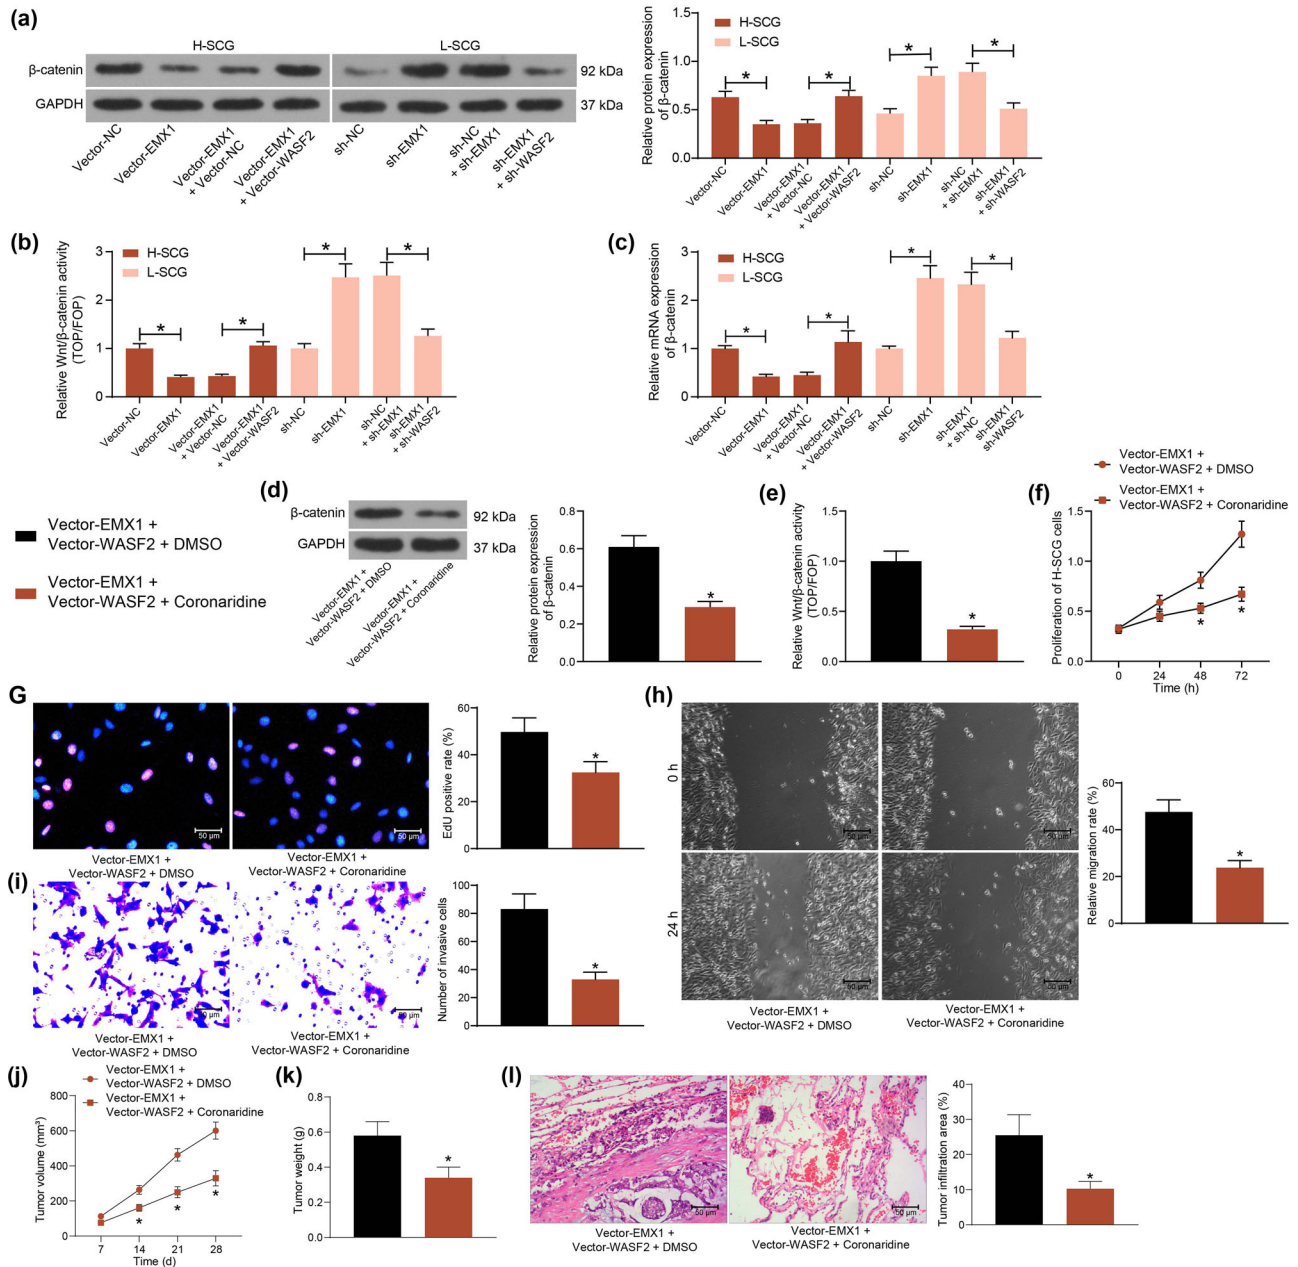 (a)
H-SCG
L-SCG
β-catenin
92 kDa
GAPDH
37 kDa
Vector-NC
Vector-EMX1
Vector-EMX1
+ Vector-NC
Vector-EMX1
+ Vector-WASF2
sh-NC
sh-EMX1
sh-NC
+ sh-EMX1
sh-EMX1
+ sh-WASF2
Relative protein expression
of β-catenin
1.5
1.0
0.5
0.0
H-SCG
L-SCG
*
*
*
*
Vector-NC
Vector-EMX1
Vector-EMX1
+ Vector-NC
Vector-EMX1
+ Vector-WASF2
sh-NC
sh-EMX1
sh-NC
+ sh-EMX1
sh-EMX1
+ sh-WASF2
(b)
Relative Wnt/β-catenin activity
(TOP/FOP)
3
2
1
0
H-SCG
L-SCG
*
*
*
*
Vector-NC
Vector-EMX1
Vector-EMX1
+ Vector-NC
Vector-EMX1
+ Vector-WASF2
sh-NC
sh-EMX1
sh-NC
+ sh-EMX1
sh-EMX1
+ sh-WASF2
(c)
Relative mRNA expression
of β-catenin
3
2
1
0
H-SCG
L-SCG
*
*
*
*
Vector-NC
Vector-EMX1
Vector-EMX1
+ Vector-NC
Vector-EMX1
+ Vector-WASF2
sh-NC
sh-EMX1
sh-EMX1
+ sh-NC
sh-EMX1
sh-WASF2
Vector-EMX1 +
Vector-WASF2 + DMSO
Vector-EMX1 +
Vector-WASF2 + Coronaridine
(d)
β-catenin
92 kDa
GAPDH
37 kDa
Vector-EMX1 +
Vector-WASF2 + DMSO
Vector-EMX1 +
Vector-WASF2 + Coronaridine
Relative protein expression
of β-catenin
0.8
0.6
0.4
0.2
0.0
*
(e)
Relative Wnt/β-catenin activity
(TOP/FOP)
1.5
1.0
0.5
0.0
*
(f)
Vector-EMX1 +
Vector-WASF2 + DMSO
Vector-EMX1 +
Vector-WASF2 + Coronaridine
Proliferation of H-SCG cells
1.5
1.0
0.5
0.0
*
*
0
24
48
72
Time (h)
G
50 μm
50 μm
Vector-EMX1 +
Vector-WASF2 + DMSO
Vector-EMX1 +
Vector-WASF2 + Coronaridine
EdU positive rate (%)
60
40
20
0
*
(h)
0 h
24 h
50 μm
50 μm
50 μm
50 μm
Vector-EMX1 +
Vector-WASF2 + DMSO
Vector-EMX1 +
Vector-WASF2 + Coronaridine
Relative migration rate (%)
60
40
20
0
*
(i)
50 μm
50 μm
Vector-EMX1 +
Vector-WASF2 + DMSO
Vector-EMX1 +
Vector-WASF2 + Coronaridine
Number of invasive cells
100
80
60
40
20
0
*
(j)
Vector-EMX1 +
Vector-WASF2 + DMSO
Vector-EMX1 +
Vector-WASF2 + Coronaridine
Tumor volume (mm³)
800
600
400
200
0
*
*
*
7
14
21
28
Time (d)
(k)
Tumor weight (g)
0.8
0.6
0.4
0.2
0.0
*
(l)
50 μm
50 μm
Vector-EMX1 +
Vector-WASF2 + DMSO
Vector-EMX1 +
Vector-WASF2 + Coronaridine
Tumor infiltration area (%)
40
30
20
10
0
*